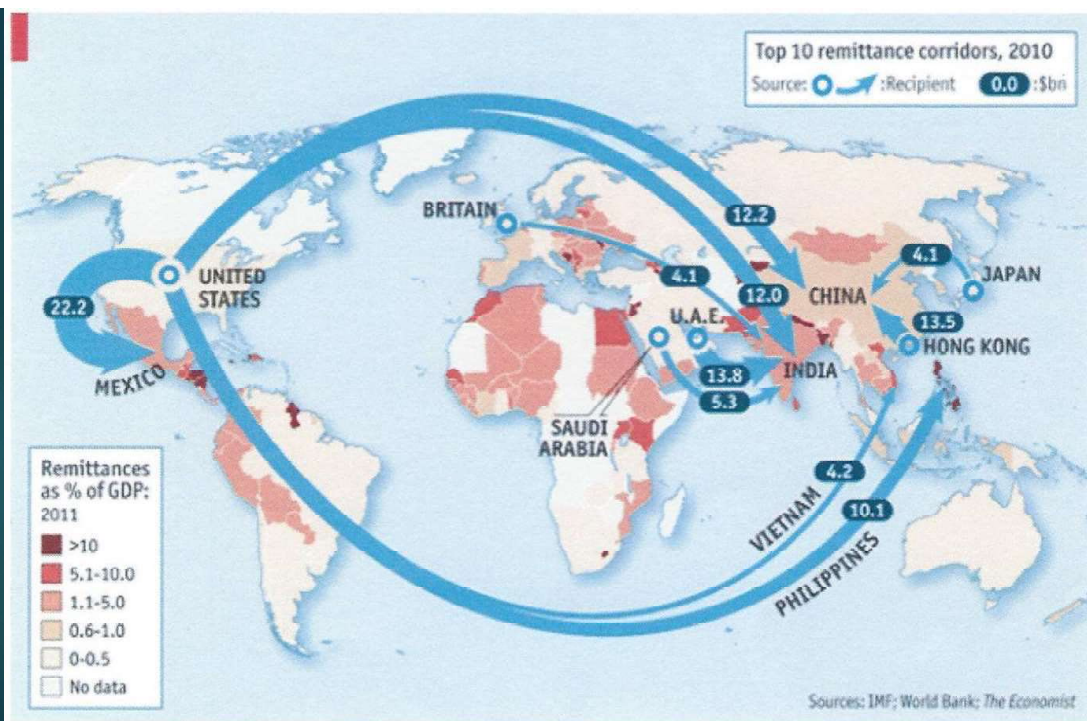 Top 10 remittance corridors, 2010
Source: :Recipient 0.0 :$bn
BRITAIN
12.2
UNITED
STATES
4.1
4.1
JAPAN
22.2
12.0
CHINA
U.A.E.
13.5
HONG KONG
MEXICO
13.8
INDIA
5.3
SAUDI
ARABIA
4.2
VIETNAM
10.1
PHILIPPINES
Remittances
as % of GDP:
2011
>10
5.1-10.0
1.1-5.0
0.6-1.0
0-0.5
No data
Sources: IMF; World Bank; The Economist